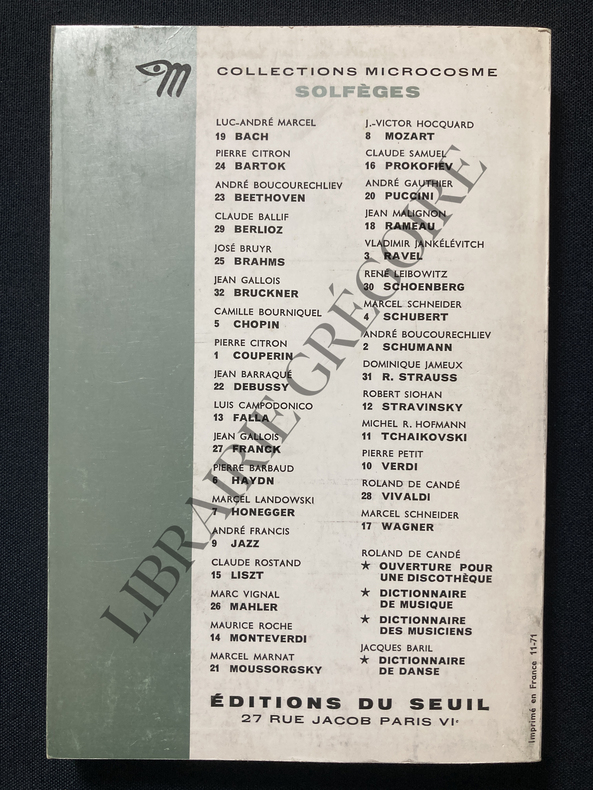 COLLECTIONS MICROCOSME
SOLFÈGES
LUC-ANDRÉ MARCEL
19 BACH
PIERRE CITRON
24 BARTOK
ANDRÉ BOUCOURECHLIEV
23 BEETHOVEN
CLAUDE BALLIF
29 BERLIOZ
JOSÉ BRUYR
25 BRAHMS
JEAN GALLOIS
32 BRUCKNER
CAMILLE BOURNIQUEL
5 CHOPIN
PIERRE CITRON
1 COUPERIN
JEAN BARRAQUÉ
22 DEBUSSY
LUIS CAMPODONICO
13 FALLA
JEAN GALLOIS
27 FRANCK
PIERRE BARBAUD
6 HAYDN
MARCEL LANDOWSKI
7 HONEGGER
ANDRÉ FRANCIS
9 JAZZ
CLAUDE ROSTAND
15 LISZT
MARC VIGNAL
26 MAHLER
MAURICE ROCHE
14 MONTEVERDI
MARCEL MARNAT
21 MOUSSORGSKY
J.-VICTOR HOCQUARD
8 MOZART
CLAUDE SAMUEL
16 PROKOFIEV
ANDRÉ GAUTHIER
20 PUCCINI
JEAN MALIGNON
18 RAMEAU
VLADIMIR JANKÉLÉVITCH
3 RAVEL
RENÉ LEIBOWITZ
30 SCHOENBERG
MARCEL SCHNEIDER
4 SCHUBERT
ANDRÉ BOUCOURECHLIEV
2 SCHUMANN
DOMINIQUE JAMEUX
31 R. STRAUSS
ROBERT SIOHAN
12 STRAVINSKY
MICHEL R. HOFMANN
11 TCHAIKOVSKI
PIERRE PETIT
10 VERDI
ROLAND DE CANDÉ
28 VIVALDI
MARCEL SCHNEIDER
17 WAGNER
ROLAND DE CANDÉ
★ OUVERTURE POUR
UNE DISCOTHÈQUE
★ DICTIONNAIRE
DE MUSIQUE
★ DICTIONNAIRE
DES MUSICIENS
JACQUES BARIL
★ DICTIONNAIRE
DE DANSE
ÉDITIONS DU SEUIL
27 RUE JACOB PARIS VIᵉ
Imprimé en France 11-71
LIBRAIRIE GRÉGOIRE